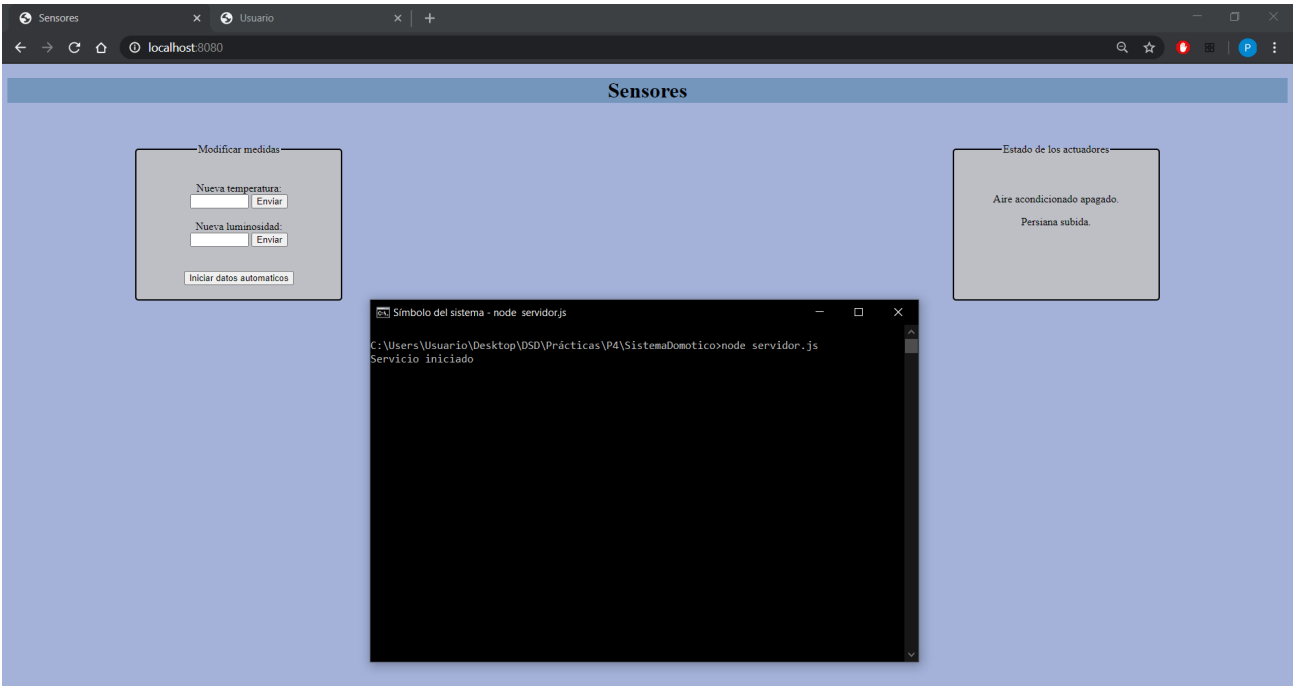 Sensores
Usuario
localhost:8080
P
Sensores
Modificar medidas
Nueva temperatura:
Enviar
Nueva luminosidad:
Enviar
Iniciar datos automaticos
Estado de los actuadores
Aire acondicionado apagado.
Persiana subida.
Símbolo del sistema - node servidor.js
C:\Users\Usuario\Desktop\DSD\Prácticas\P4\SistemaDomotico>node servidor.js
Servicio iniciado